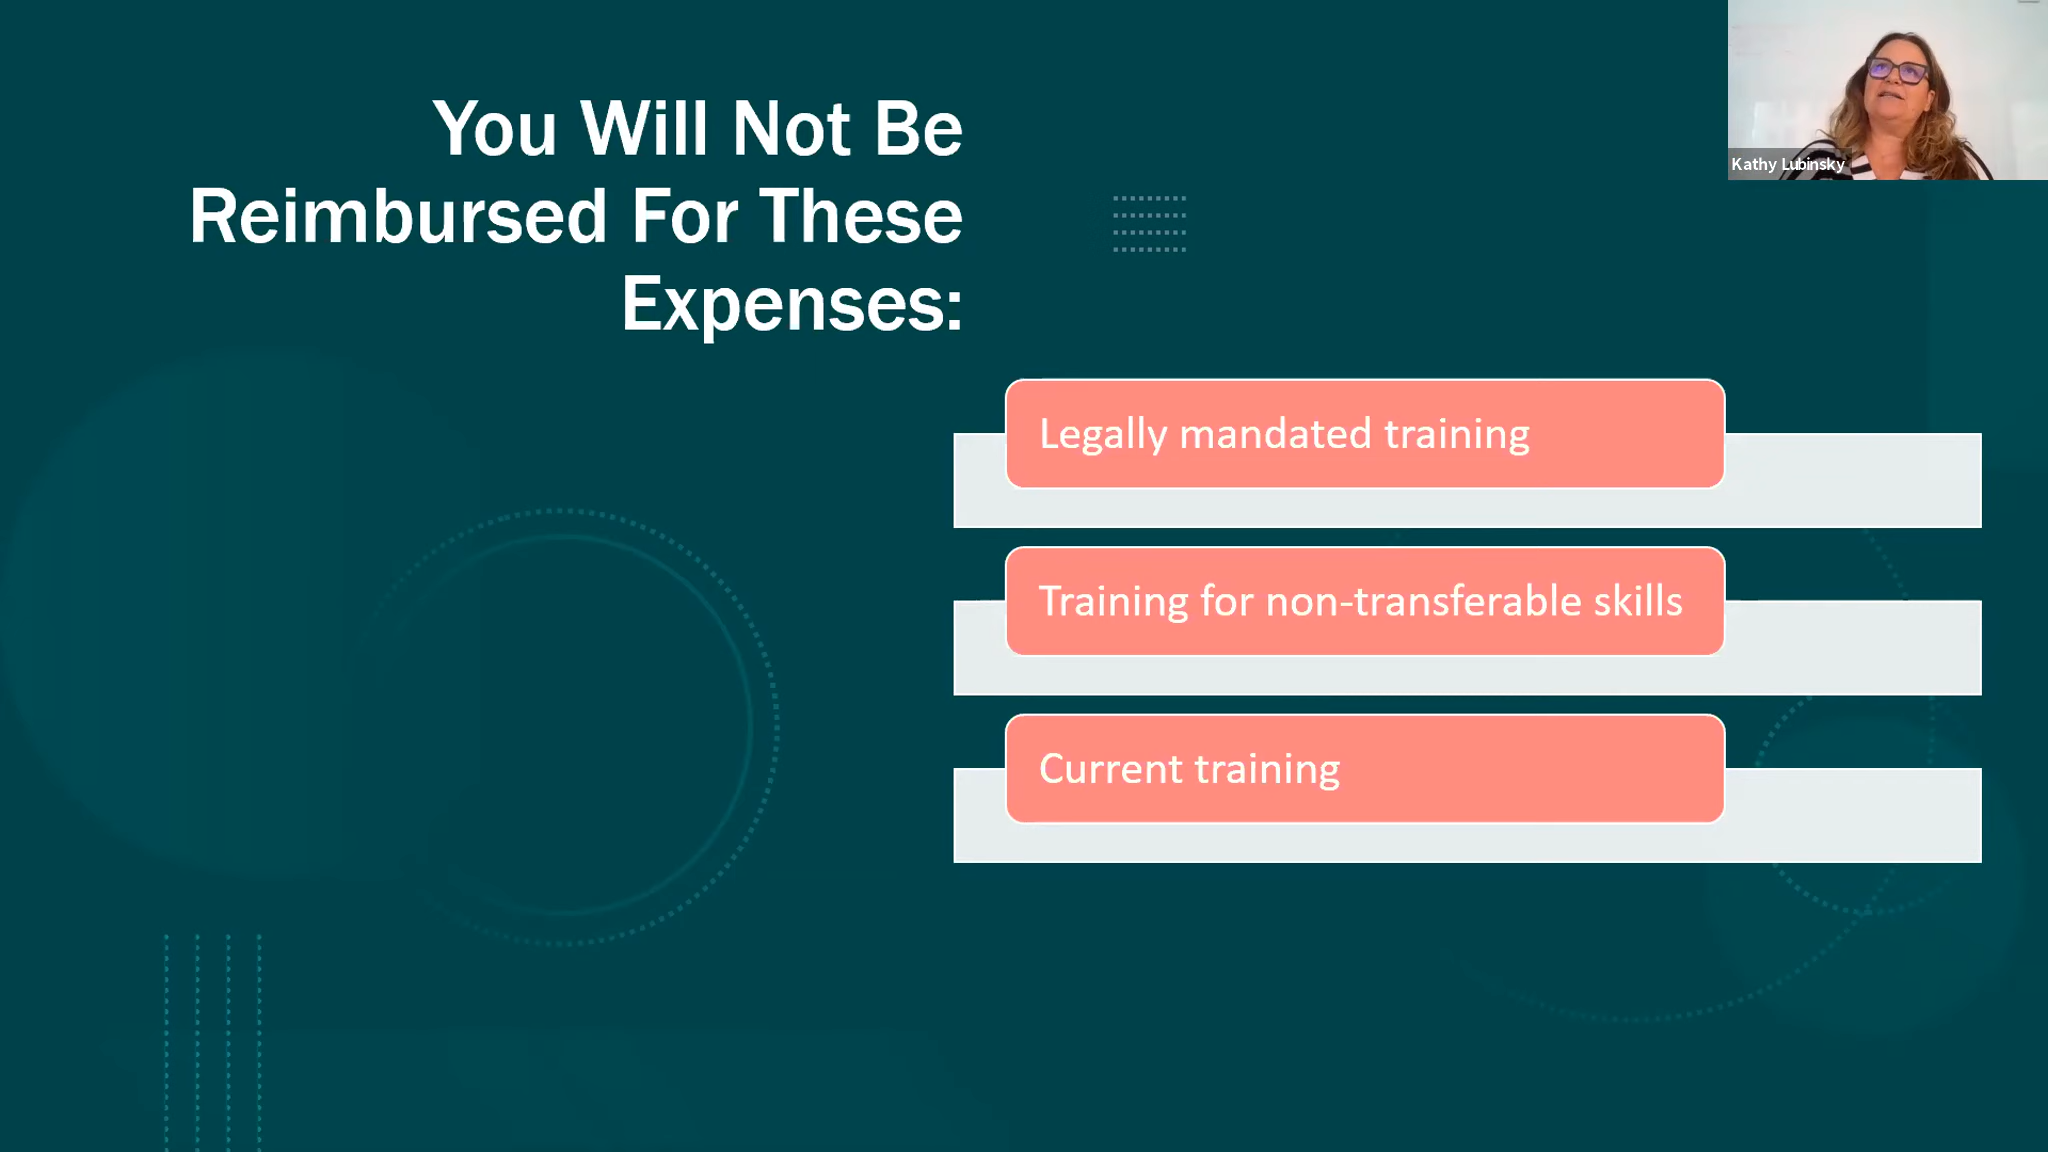 You Will Not Be
Reimbursed For These
Expenses:
Kathy Lubinsky
Legally mandated training
Training for non-transferable skills
Current training